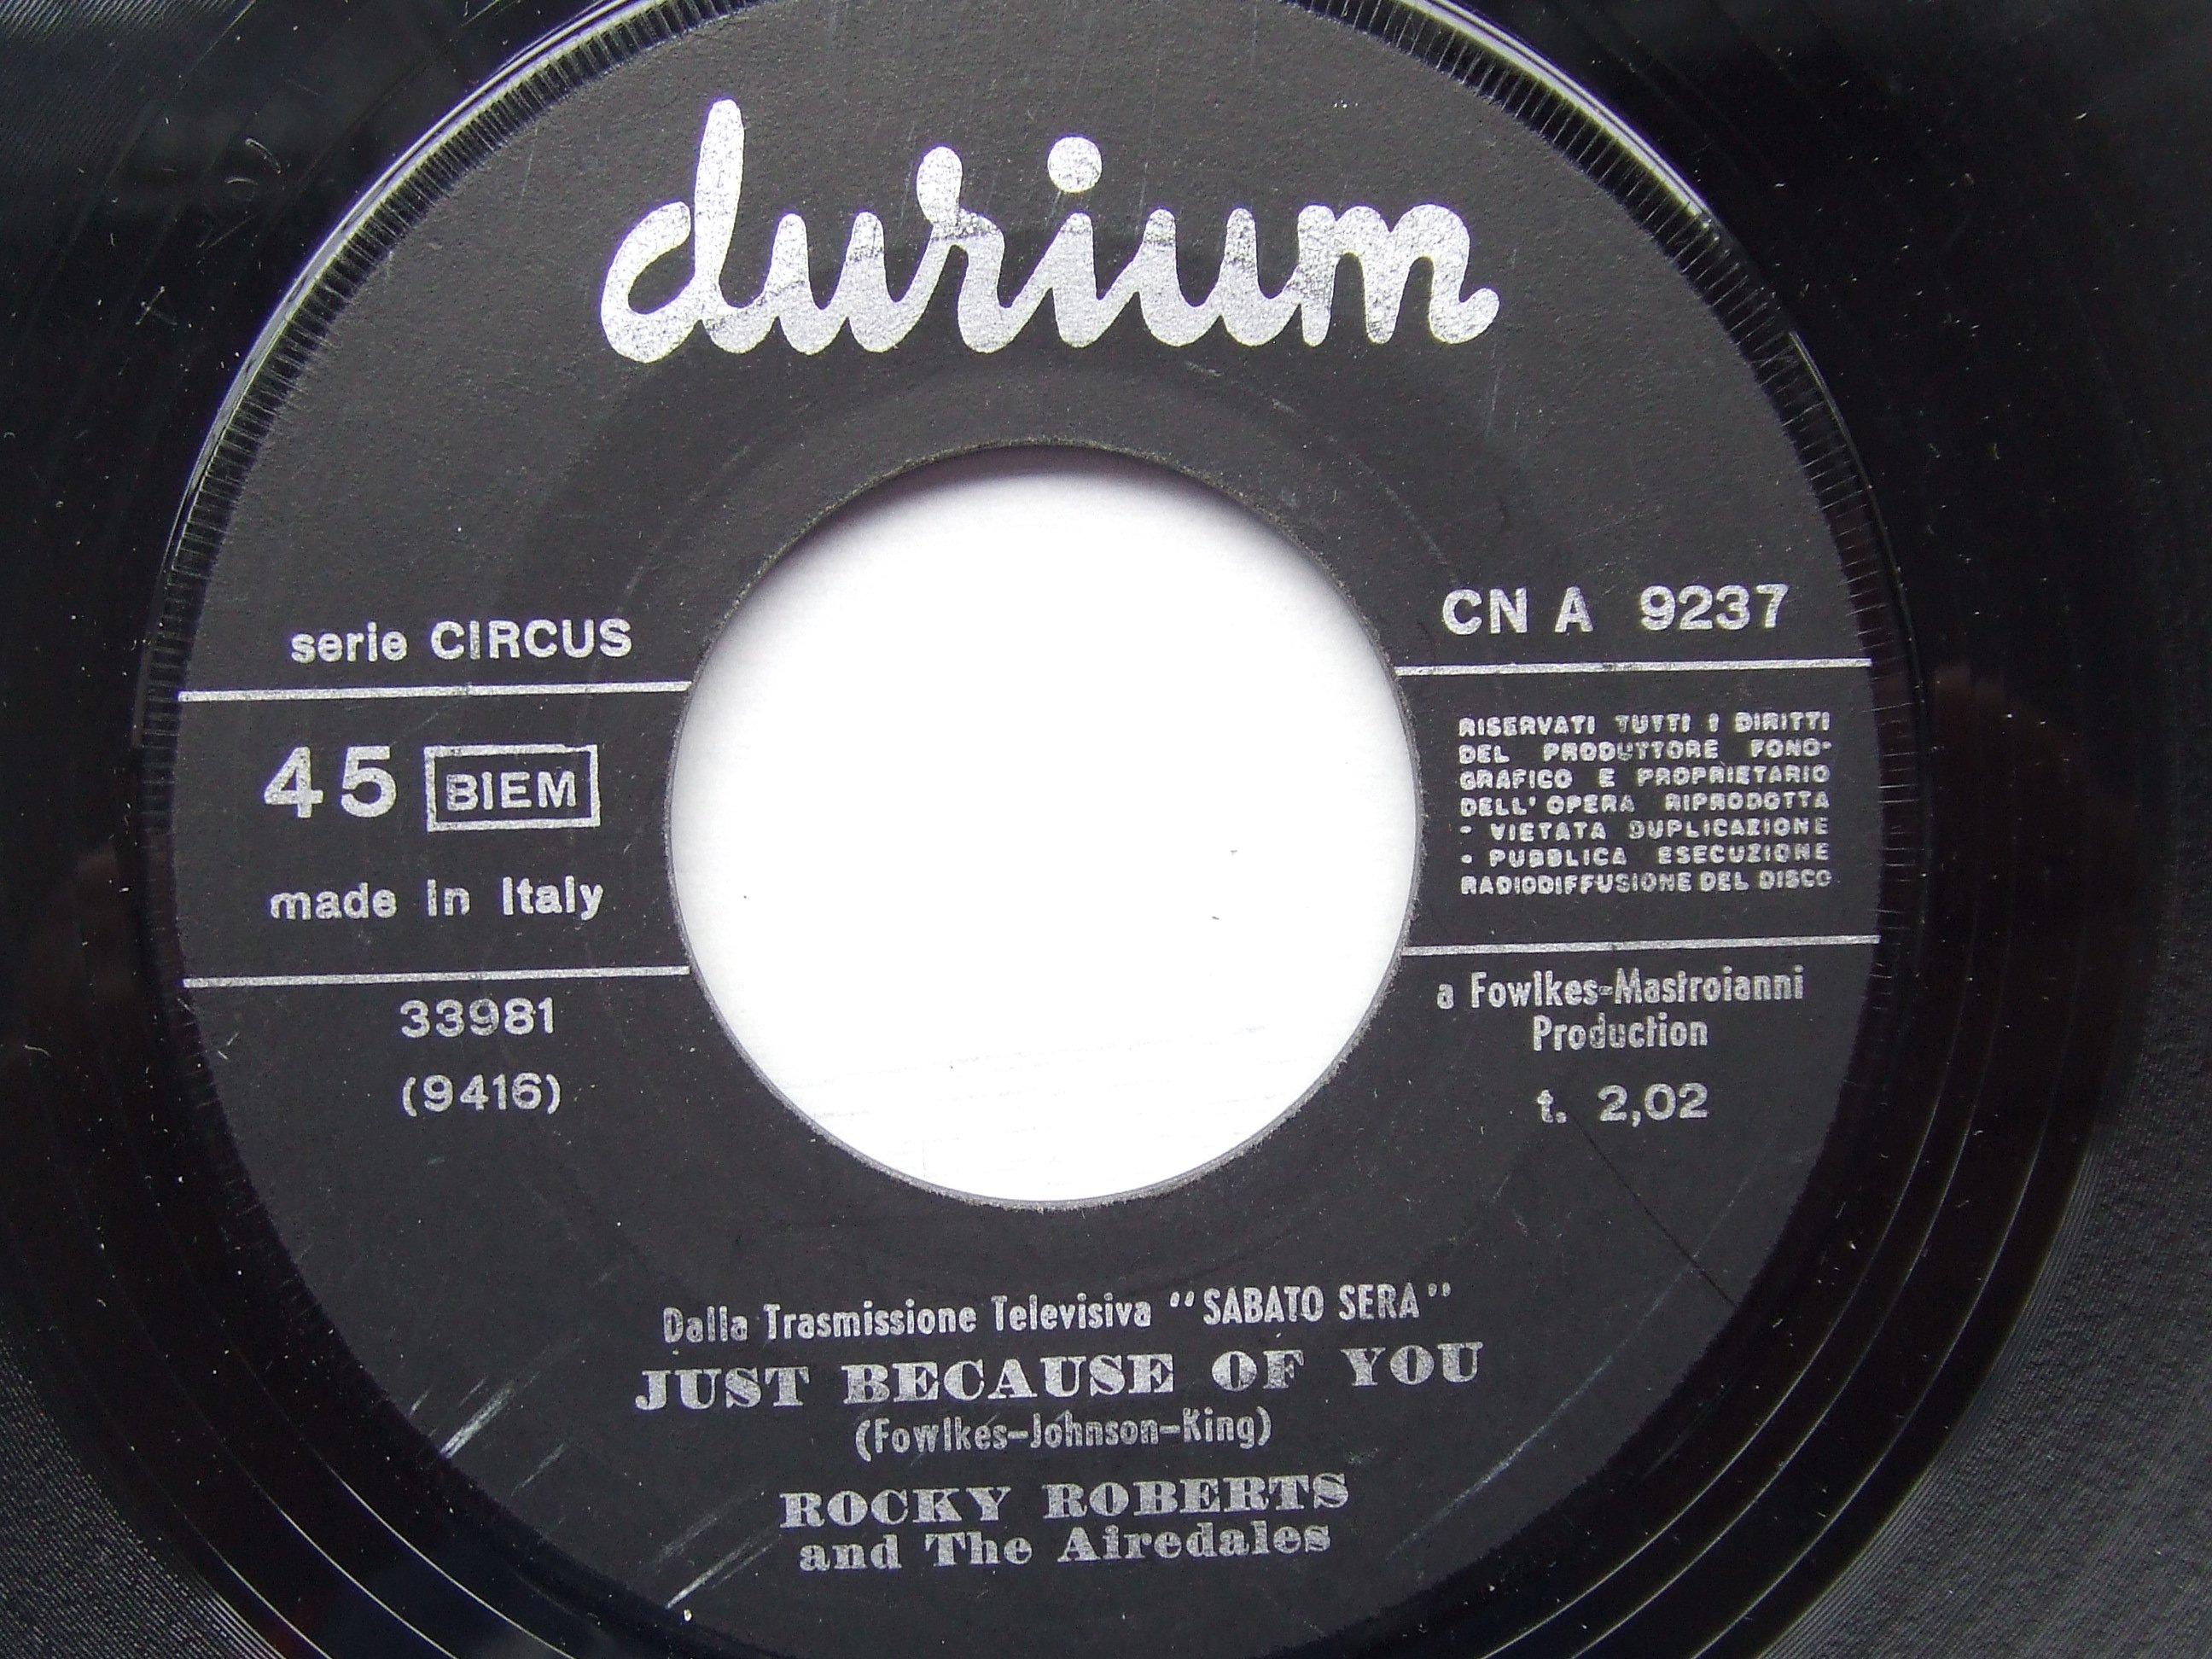 durium
serie CIRCUS
CN A 9237
45 BIEM
made in Italy
RISERVATI TUTTI I DIRITTI
DEL PRODUTTORE FONO-
GRAFICO E PROPRIETARIO
DELL' OPERA RIPRODOTTA
- VIETATA DUPLICAZIONE
- PUBBLICA ESECUZIONE
RADIODIFFUSIONE DEL DISCO
33981
(9416)
a Fowlkes-Mastroianni
Production
t. 2,02
Dalla Trasmissione Televisiva "SABATO SERA"
JUST BECAUSE OF YOU
(Fowlkes-Johnson-King)
ROCKY ROBERTS
and The Airedales